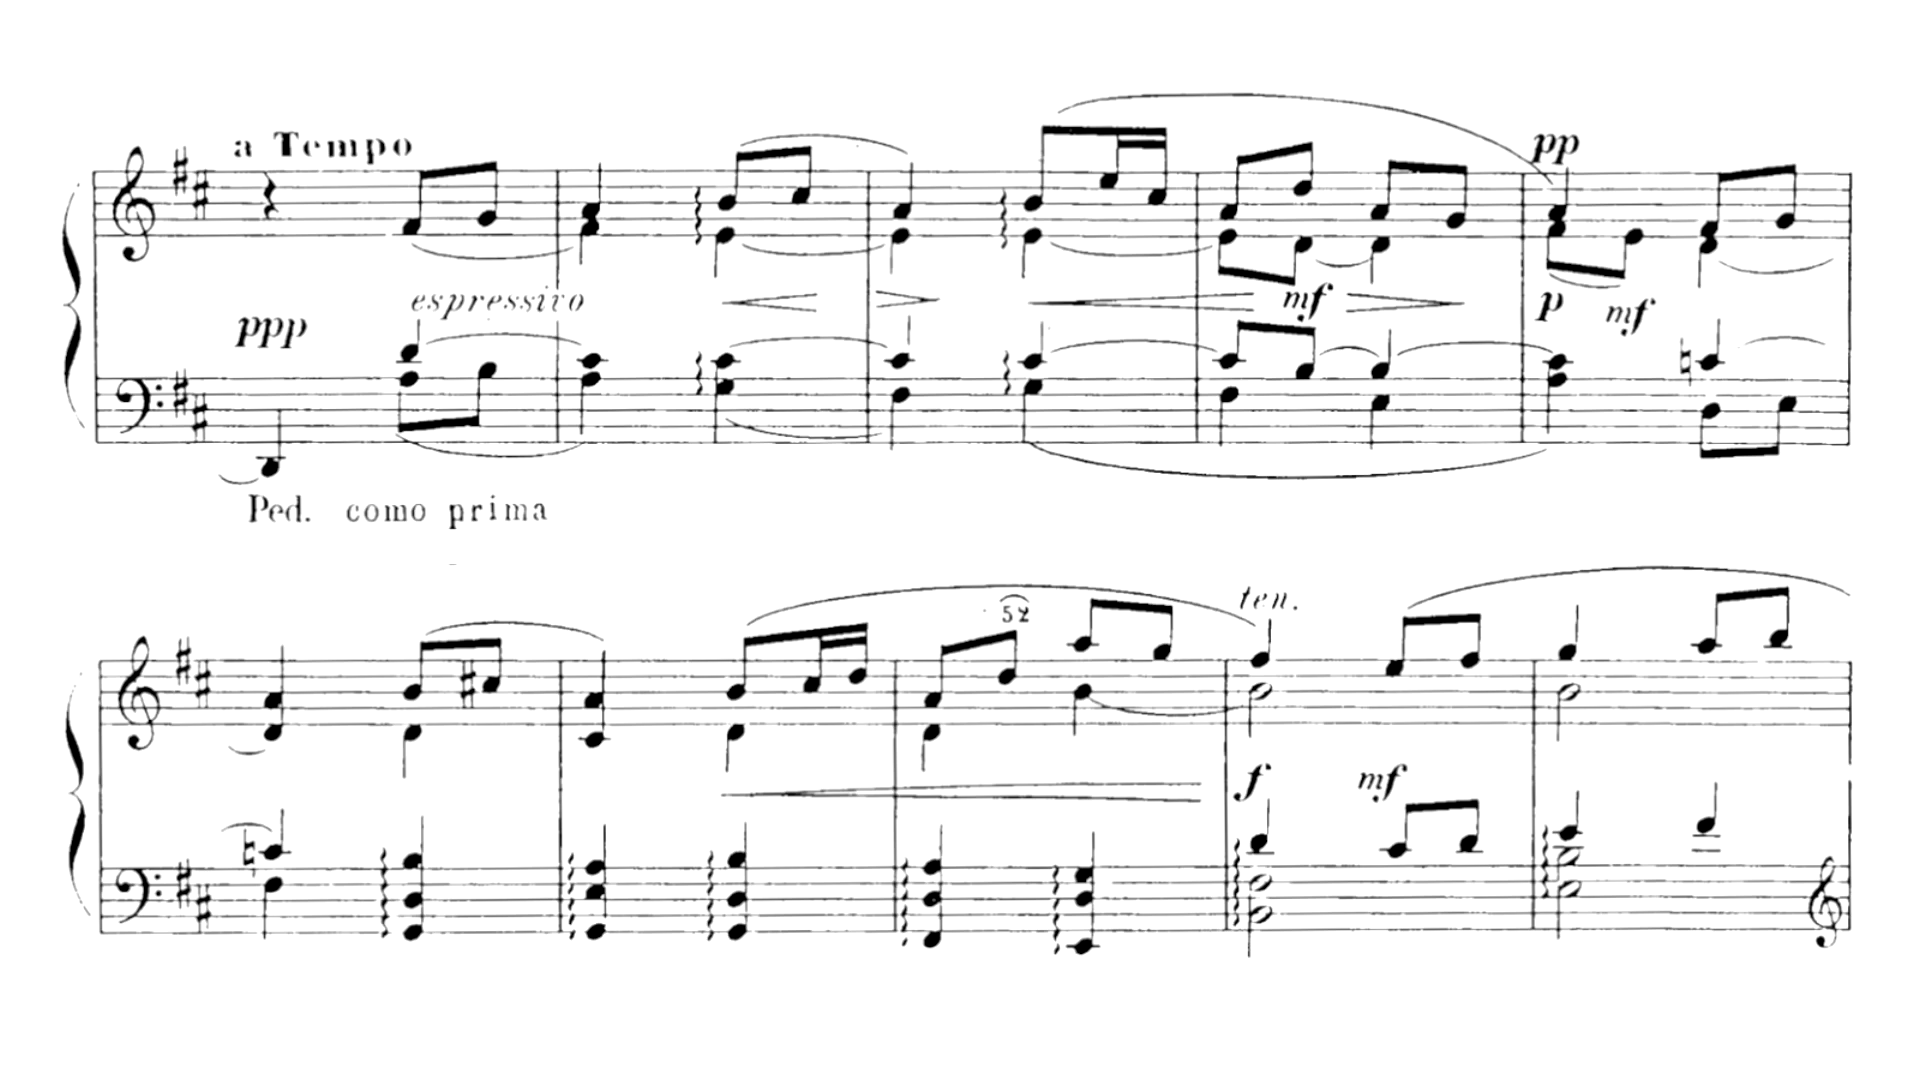 a Tempo
pp
espressivo
mf
p
mf
ppp
Ped. como prima
52
ten.
f
mf